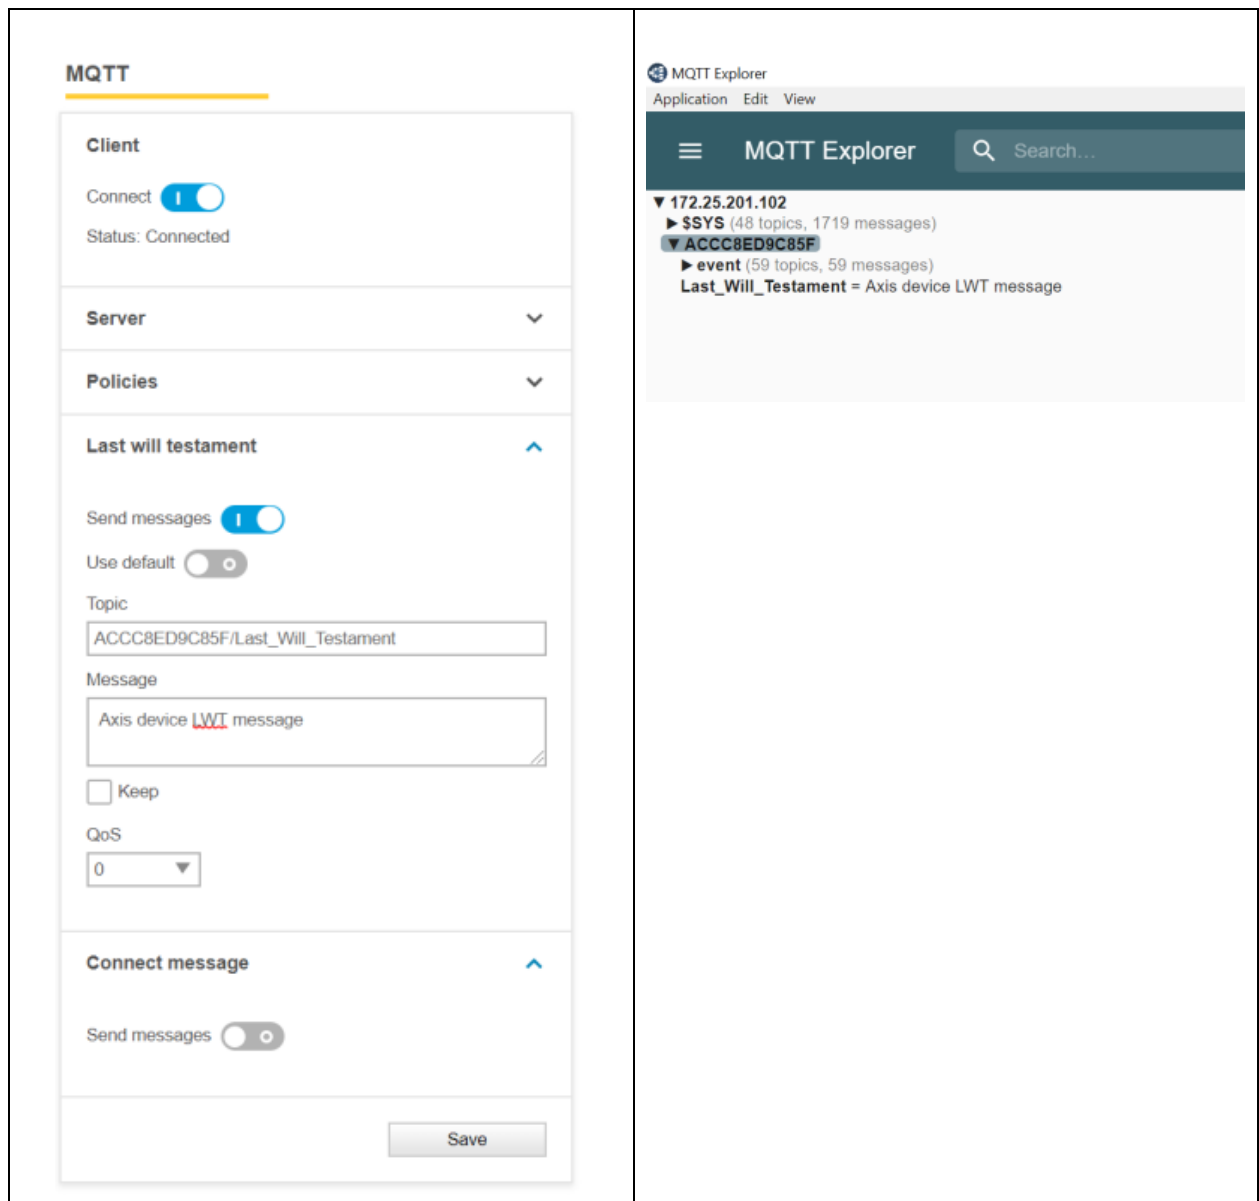 MQTT
Client
Connect
Status: Connected
Server
Policies
Last will testament
Send messages
Use default
Topic
ACCC8ED9C85F/Last_Will_Testament
Message
Axis device LWT message
Keep
QoS
0
Connect message
Send messages
Save
MQTT Explorer
Application Edit View
MQTT Explorer Search...
172.25.201.102
$SYS (48 topics, 1719 messages)
ACCC8ED9C85F
event (59 topics, 59 messages)
Last_Will_Testament = Axis device LWT message